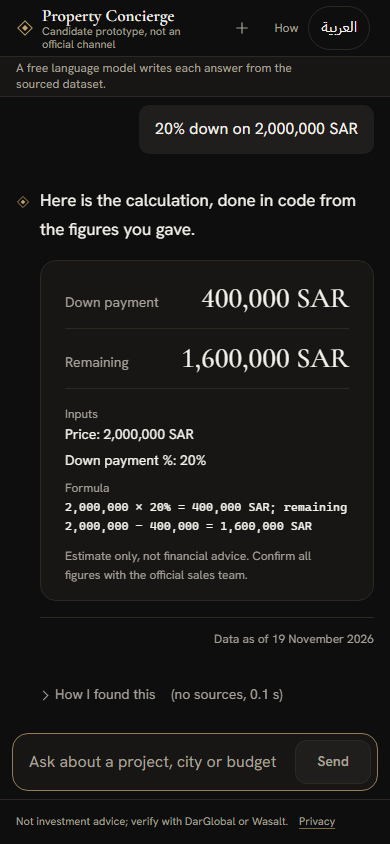 Property Concierge
Candidate prototype, not an
official channel
+
How
العربية
A free language model writes each answer from the
sourced dataset.
20% down on 2,000,000 SAR
Here is the calculation, done in code from
the figures you gave.
Down payment 400,000 SAR
Remaining 1,600,000 SAR
Inputs
Price: 2,000,000 SAR
Down payment %: 20%
Formula
2,000,000 × 20% = 400,000 SAR; remaining
2,000,000 − 400,000 = 1,600,000 SAR
Estimate only, not financial advice. Confirm all
figures with the official sales team.
Data as of 19 November 2026
How I found this (no sources, 0.1 s)
Ask about a project, city or budget
Send
Not investment advice; verify with DarGlobal or Wasalt. Privacy